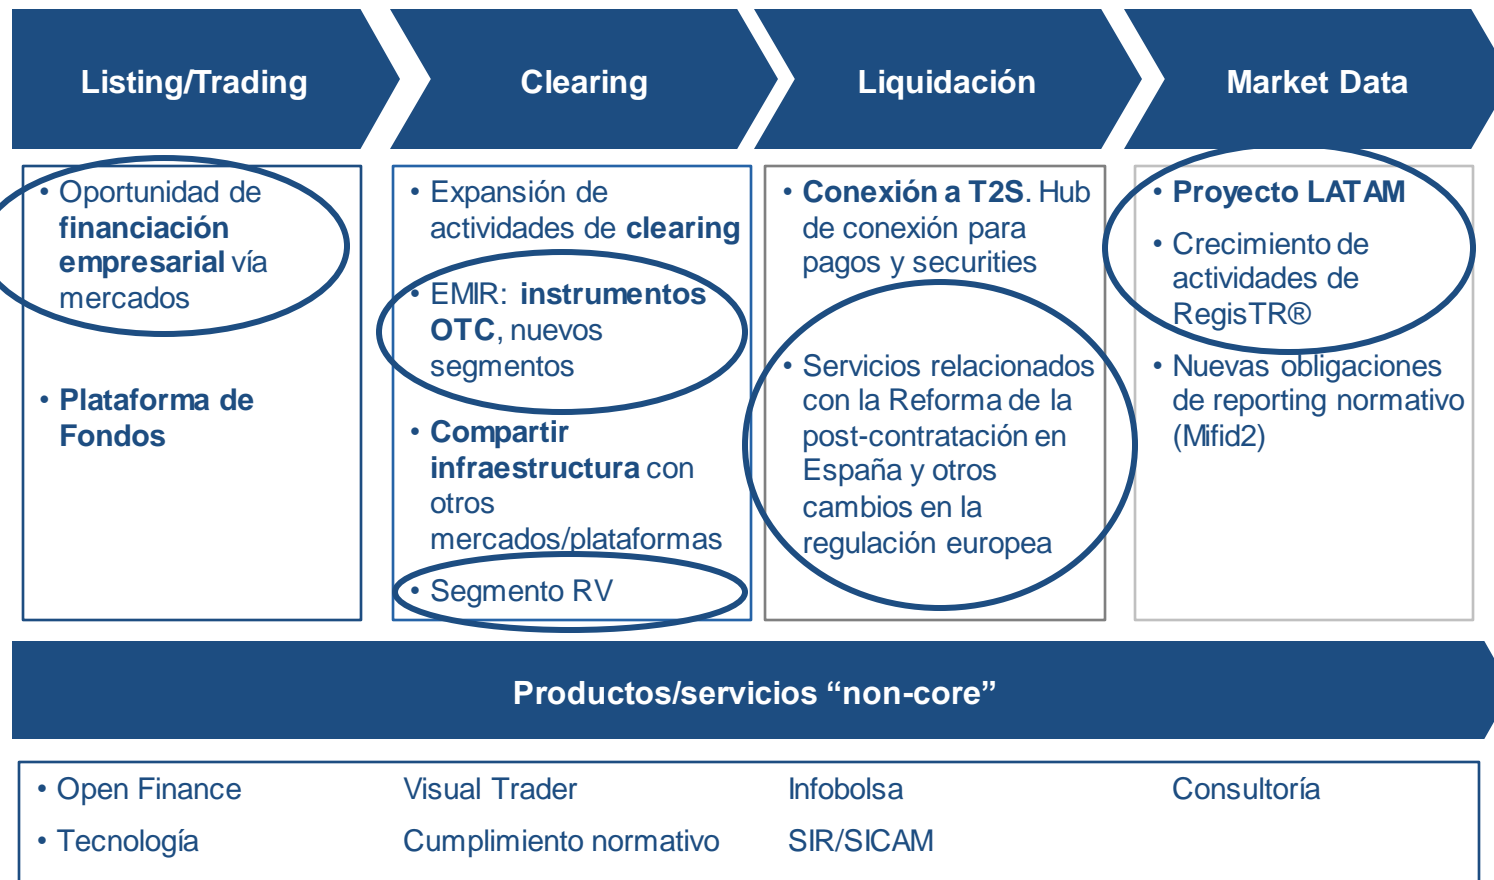 Listing/Trading
Clearing
Liquidación
Market Data
• Oportunidad de
financiación
empresarial vía
mercados
• Plataforma de
Fondos
• Expansión de
actividades de clearing
• EMIR: instrumentos
OTC, nuevos
segmentos
• Compartir
infraestructura con
otros
mercados/plataformas
• Segmento RV
• Conexión a T2S. Hub
de conexión para
pagos y securities
• Servicios relacionados
con la Reforma de la
post-contratación en
España y otros
cambios en la
regulación europea
• Proyecto LATAM
• Crecimiento de
actividades de
RegisTR®
• Nuevas obligaciones
de reporting normativo
(Mifid2)
Productos/servicios “non-core”
• Open Finance Visual Trader Infobolsa Consultoría
• Tecnología Cumplimiento normativo SIR/SICAM